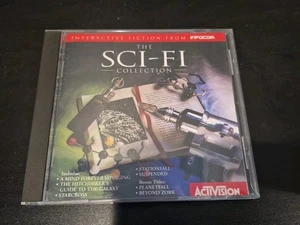 INTERACTIVE FICTION FROM INFOCOM
THE
SCI-FI
COLLECTION
Includes:
• A MIND FOREVER VOYAGING
• THE HITCHHIKER'S
GUIDE TO THE GALAXY
• STARCROSS
• STATIONFALL
• SUSPENDED
Bonus Titles:
• PLANETFALL
• BEYOND ZORK
ACTIVISION